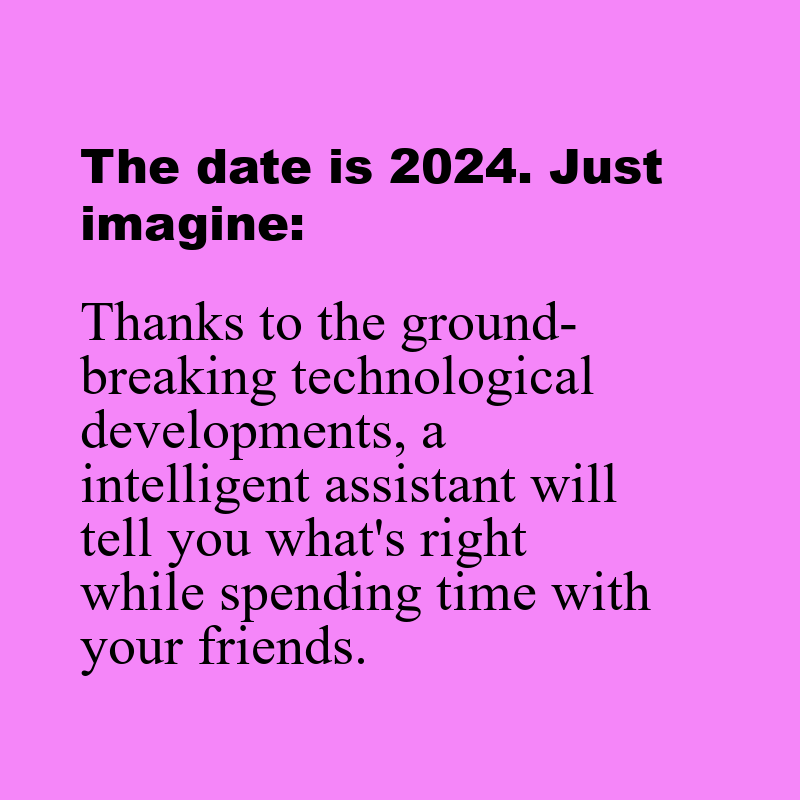 The date is 2024. Just
imagine:
Thanks to the ground-
breaking technological
developments, a
intelligent assistant will
tell you what's right
while spending time with
your friends.